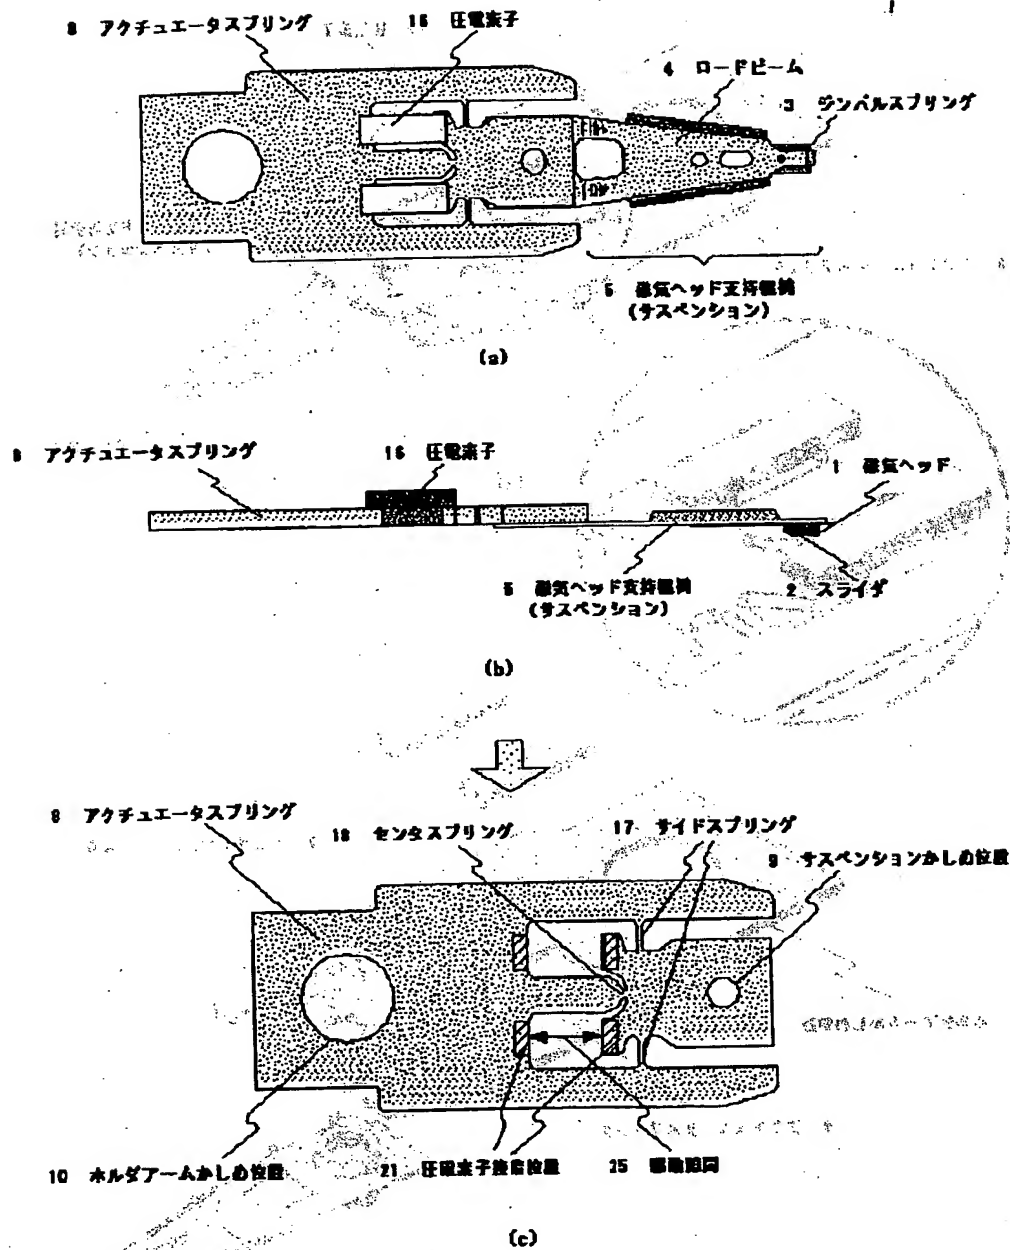 8 アクチュエータスプリング
16 圧電素子
4 ロードビーム
3 ジンバルスプリング
5 磁気ヘッド支持機構
(サスペンション)
(a)
8 アクチュエータスプリング
16 圧電素子
1 磁気ヘッド
5 磁気ヘッド支持機構
(サスペンション)
2 スライダ
(b)
8 アクチュエータスプリング
18 センタスプリング
17 サイドスプリング
9 サスペンションかしめ位置
10 ホルダアームかしめ位置
21 圧電素子接着位置
25
(c)